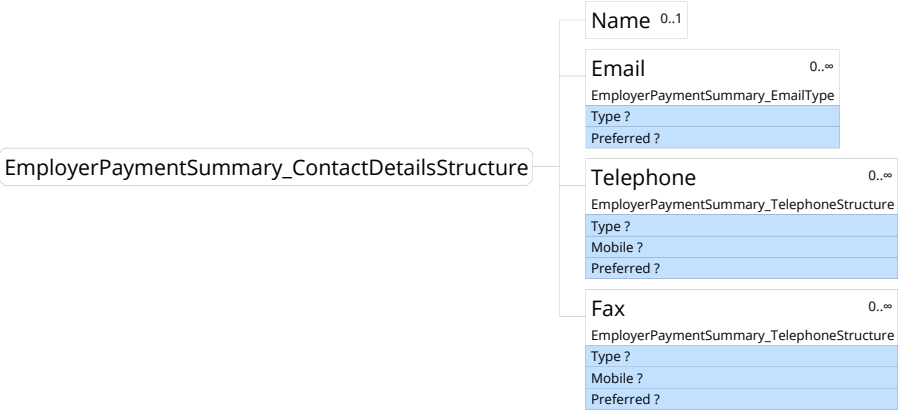 Name 0..1
Email 0..∞
EmployerPaymentSummary_EmailType
Type ?
Preferred ?
EmployerPaymentSummary_ContactDetailsStructure
Telephone 0..∞
EmployerPaymentSummary_TelephoneStructure
Type ?
Mobile ?
Preferred ?
Fax 0..∞
EmployerPaymentSummary_TelephoneStructure
Type ?
Mobile ?
Preferred ?